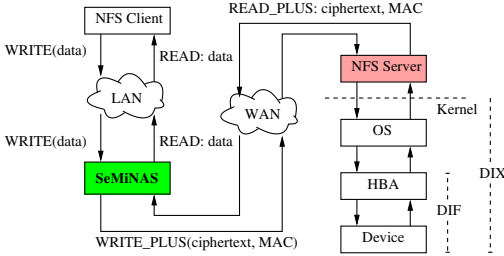 READ_PLUS: ciphertext, MAC
NFS Client
WRITE(data)
READ: data
NFS Server
LAN
WAN
Kernel
OS
WRITE(data)
READ: data
SeMiNAS
HBA
DIX
DIF
WRITE_PLUS(ciphertext, MAC)
Device